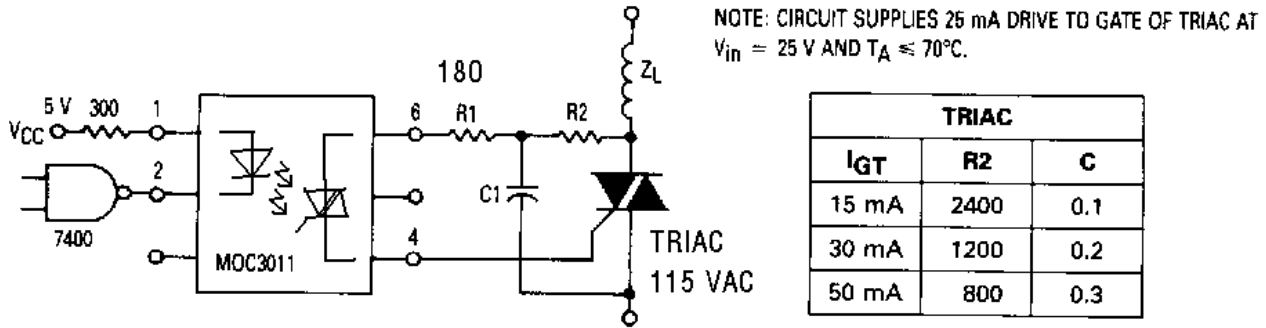 NOTE: CIRCUIT SUPPLIES 25 mA DRIVE TO GATE OF TRIAC AT
Vin = 25 V AND TA ≤ 70°C.
180
ZL
5 V 300 1
6 R1 R2
VCC
2
C1
7400
4
MOC3011
TRIAC
115 VAC
TRIAC
IGT R2 C
15 mA 2400 0.1
30 mA 1200 0.2
50 mA 800 0.3